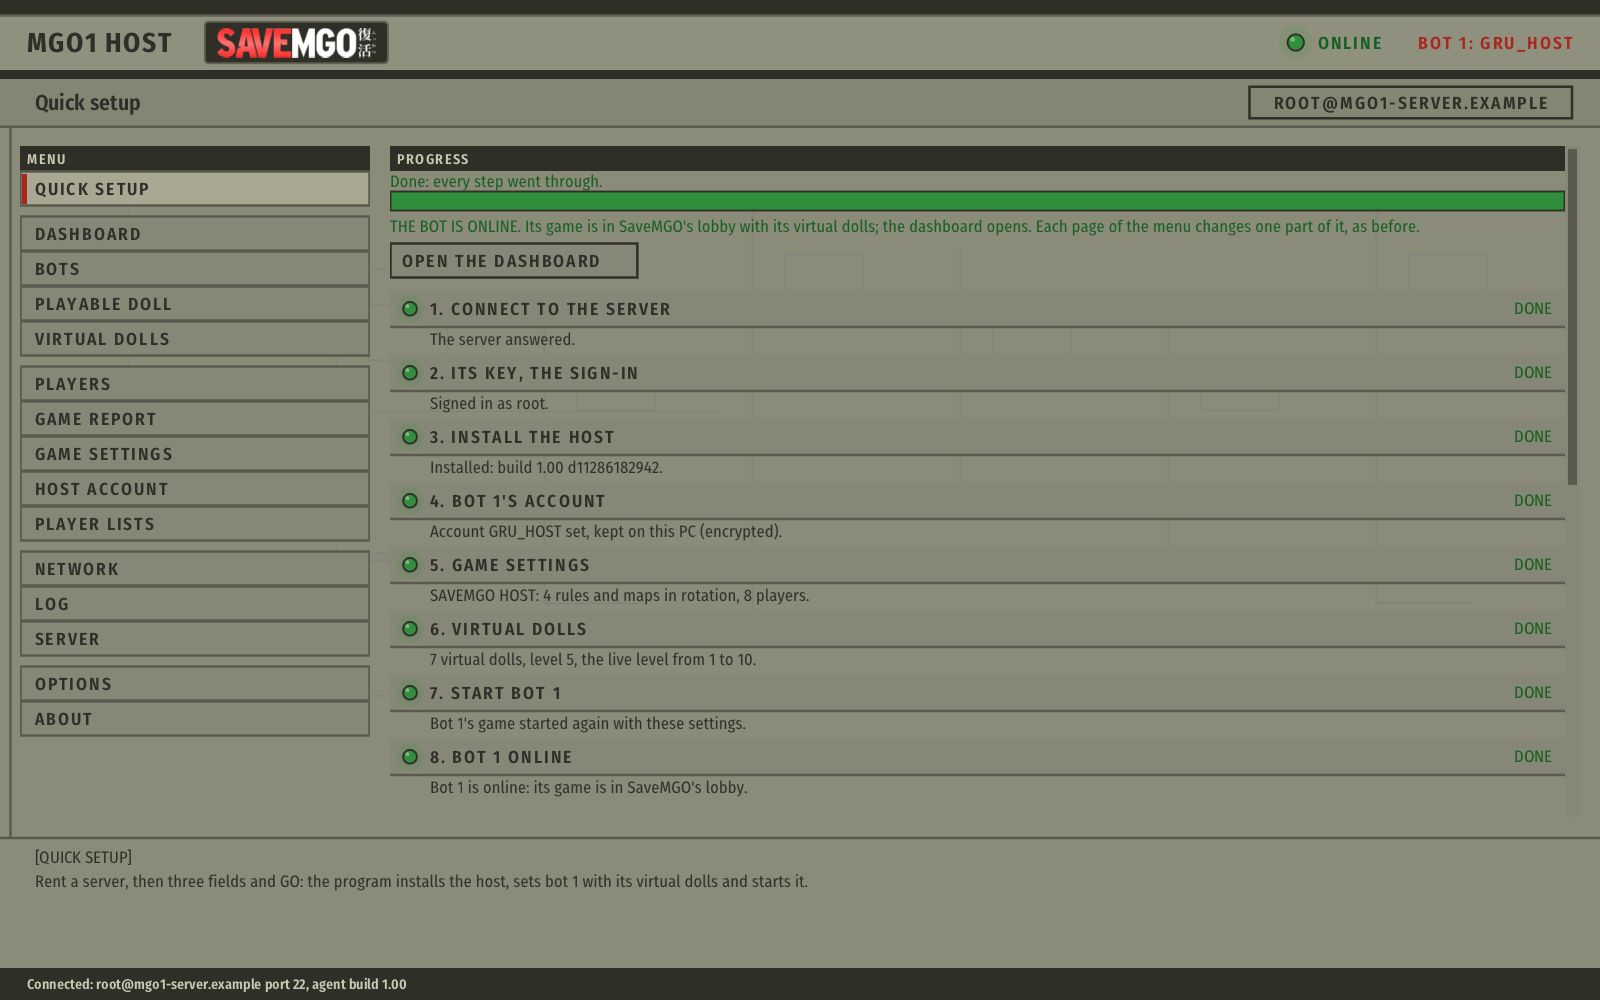 MGO1 HOST
SAVEMGO 復活
ONLINE
BOT 1: GRU_HOST
Quick setup
ROOT@MGO1-SERVER.EXAMPLE
MENU
QUICK SETUP
DASHBOARD
BOTS
PLAYABLE DOLL
VIRTUAL DOLLS
PLAYERS
GAME REPORT
GAME SETTINGS
HOST ACCOUNT
PLAYER LISTS
NETWORK
LOG
SERVER
OPTIONS
ABOUT
PROGRESS
Done: every step went through.
THE BOT IS ONLINE. Its game is in SaveMGO's lobby with its virtual dolls; the dashboard opens. Each page of the menu changes one part of it, as before.
OPEN THE DASHBOARD
1. CONNECT TO THE SERVER DONE
The server answered.
2. ITS KEY, THE SIGN-IN DONE
Signed in as root.
3. INSTALL THE HOST DONE
Installed: build 1.00 d11286182942.
4. BOT 1'S ACCOUNT DONE
Account GRU_HOST set, kept on this PC (encrypted).
5. GAME SETTINGS DONE
SAVEMGO HOST: 4 rules and maps in rotation, 8 players.
6. VIRTUAL DOLLS DONE
7 virtual dolls, level 5, the live level from 1 to 10.
7. START BOT 1 DONE
Bot 1's game started again with these settings.
8. BOT 1 ONLINE DONE
Bot 1 is online: its game is in SaveMGO's lobby.
[QUICK SETUP]
Rent a server, then three fields and GO: the program installs the host, sets bot 1 with its virtual dolls and starts it.
Connected: root@mgo1-server.example port 22, agent build 1.00